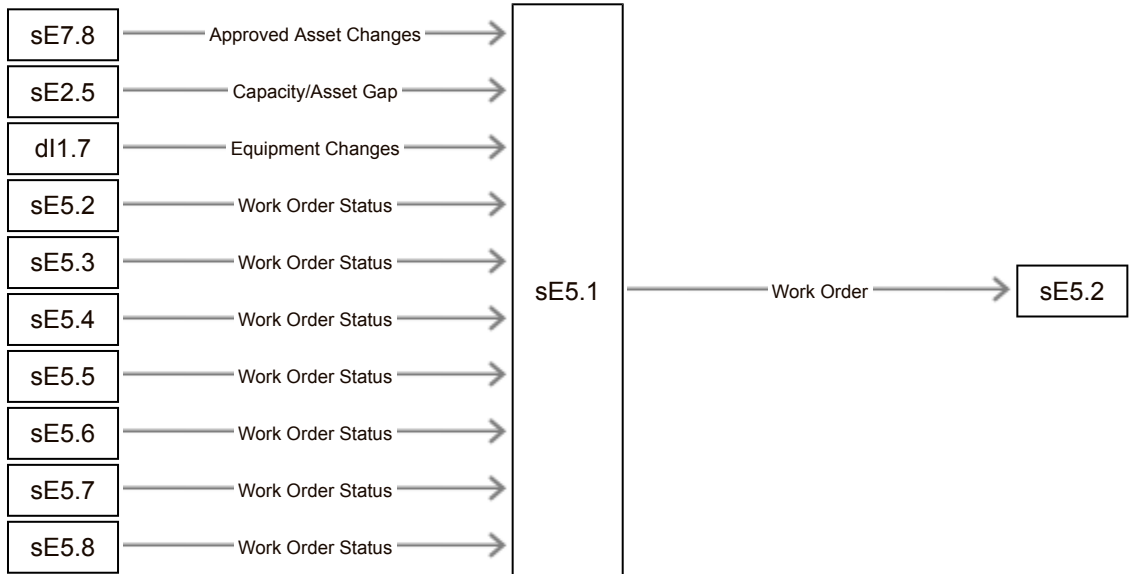 sE7.8 Approved Asset Changes
sE2.5 Capacity/Asset Gap
dI1.7 Equipment Changes
sE5.2 Work Order Status
sE5.3 Work Order Status
sE5.1 Work Order sE5.2
sE5.4 Work Order Status
sE5.5 Work Order Status
sE5.6 Work Order Status
sE5.7 Work Order Status
sE5.8 Work Order Status